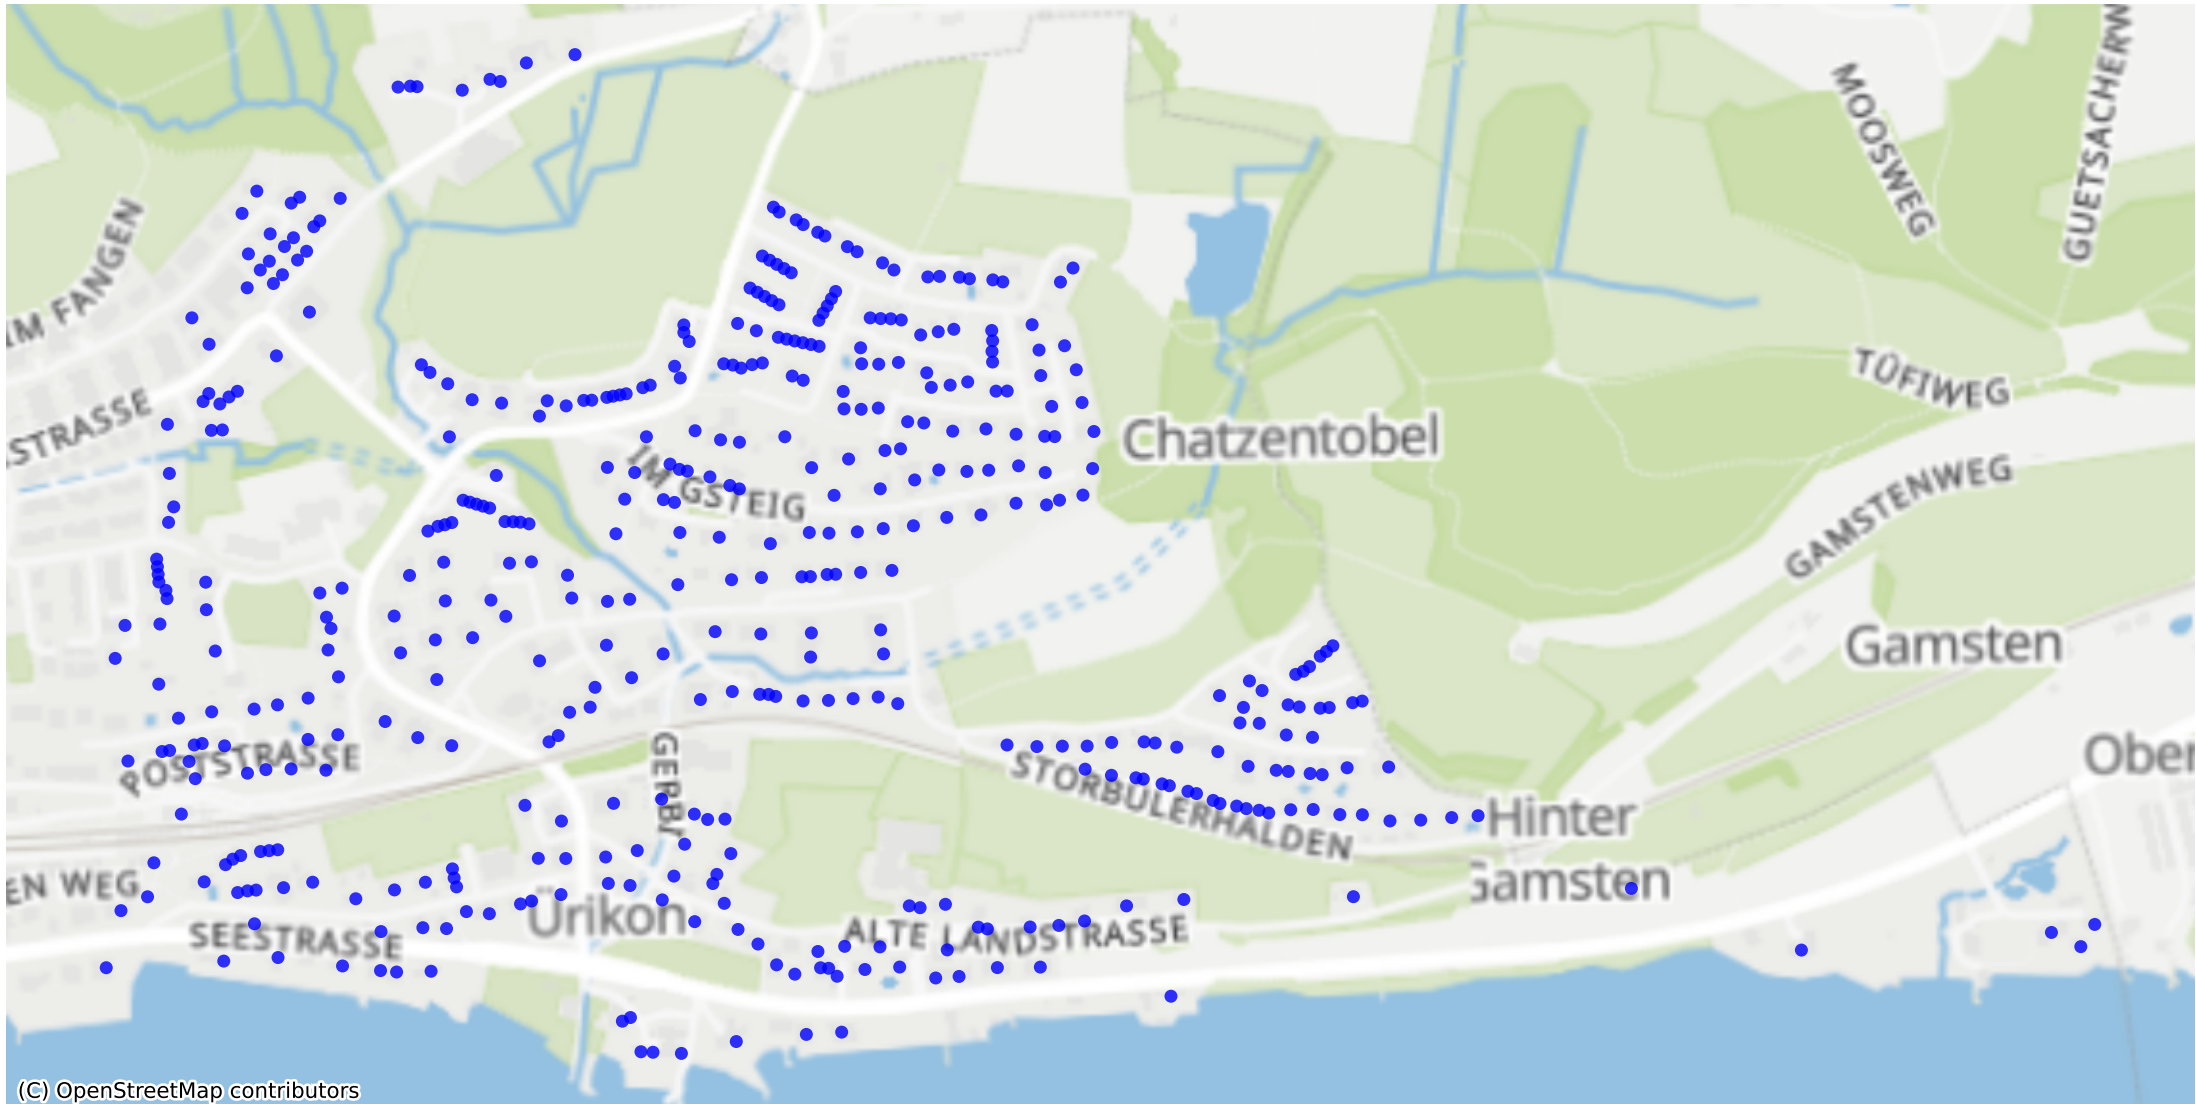 MOOSWEG
GUETSACHERW
IM FANGEN
STRASSE
TÜFIWEG
Chatzentobel
GAMSTENWEG
IM GSTEIG
Gamsten
POSTSTRASSE
GERBI
STORBÜLERHALDEN
Ober
Hinter
Gamsten
EN WEG
Ürikon
SEESTRASSE
ALTE LANDSTRASSE
(C) OpenStreetMap contributors